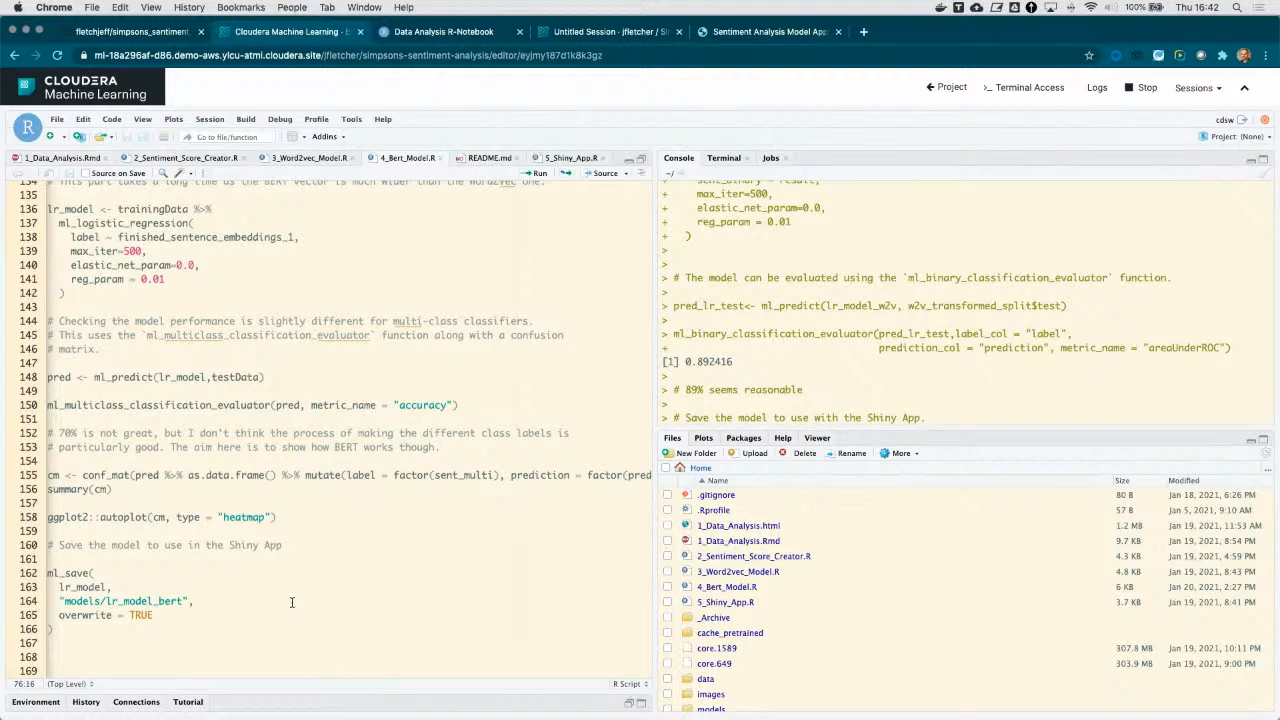 Chrome File Edit View History Bookmarks People Tab Window Help 100% Thu 16:42
fletchjeff/simpsons_sentiment. × Cloudera Machine Learning - E × Data Analysis R-Notebook × Untitled Session · jfletcher / Sin × Sentiment Analysis Model App ×
ml-18a296af-d86.demo-aws.ylcu-atmi.cloudera.site/jfletcher/simpsons-sentiment-analysis/editor/eyjmy187d1k8k3gz
CLOUDERA
Machine Learning
Project Terminal Access Logs Stop Sessions
File Edit Code View Plots Session Build Debug Profile Tools Help cdsw
Go to file/function Addins Project: (None)
1_Data_Analysis.Rmd × 2_Sentiment_Score_Creator.R × 3_Word2vec_Model.R × 4_Bert_Model.R × README.md × 5_Shiny_App.R ×
Source on Save Run Source
134 # This part takes a long time as the BERT vector is much wider than the Word2Vec one.
135
136 lr_model <- trainingData %>%
137 ml_logistic_regression(
138 label ~ finished_sentence_embeddings_1,
139 max_iter=500,
140 elastic_net_param=0.0,
141 reg_param = 0.01
142 )
143
144 # Checking the model performance is slightly different for multi-class classifiers.
145 # This uses the `ml_multiclass_classification_evaluator` function along with a confusion
146 # matrix.
147
148 pred <- ml_predict(lr_model,testData)
149
150 ml_multiclass_classification_evaluator(pred, metric_name = "accuracy")
151
152 # 70% is not great, but I don't think the process of making the different class labels is
153 # particularly good. The aim here is to show how BERT works though.
154
155 cm <- conf_mat(pred %>% as.data.frame() %>% mutate(label = factor(sent_multi), prediction = factor(pred
156 summary(cm)
157
158 ggplot2::autoplot(cm, type = "heatmap")
159
160 # Save the model to use in the Shiny App
161
162 ml_save(
163 lr_model,
164 "models/lr_model_bert",
165 overwrite = TRUE
166 )
167
168
169
76:16 (Top Level) R Script
Environment History Connections Tutorial
Console Terminal × Jobs ×
~/
+ sent_binary ~ result,
+ max_iter=500,
+ elastic_net_param=0.0,
+ reg_param = 0.01
+ )
>
>
> # The model can be evaluated using the `ml_binary_classification_evaluator` function.
>
> pred_lr_test<- ml_predict(lr_model_w2v, w2v_transformed_split$test)
>
> ml_binary_classification_evaluator(pred_lr_test,label_col = "label",
+ prediction_col = "prediction", metric_name = "areaUnderROC")
[1] 0.892416
>
> # 89% seems reasonable
>
> # Save the model to use with the Shiny App.
Files Plots Packages Help Viewer
New Folder Upload Delete Rename More
Home ...
Name Size Modified
.gitignore 80 B Jan 18, 2021, 6:26 PM
.Rprofile 57 B Jan 5, 2021, 9:10 AM
1_Data_Analysis.html 1.2 MB Jan 19, 2021, 11:53 AM
1_Data_Analysis.Rmd 9.7 KB Jan 19, 2021, 8:54 PM
2_Sentiment_Score_Creator.R 4.3 KB Jan 19, 2021, 4:59 PM
3_Word2vec_Model.R 4.8 KB Jan 19, 2021, 8:43 PM
4_Bert_Model.R 6 KB Jan 20, 2021, 2:27 PM
5_Shiny_App.R 3.7 KB Jan 19, 2021, 8:41 PM
_Archive
cache_pretrained
core.1589 307.8 MB Jan 19, 2021, 10:11 PM
core.649 303.9 MB Jan 19, 2021, 9:00 PM
data
images
models